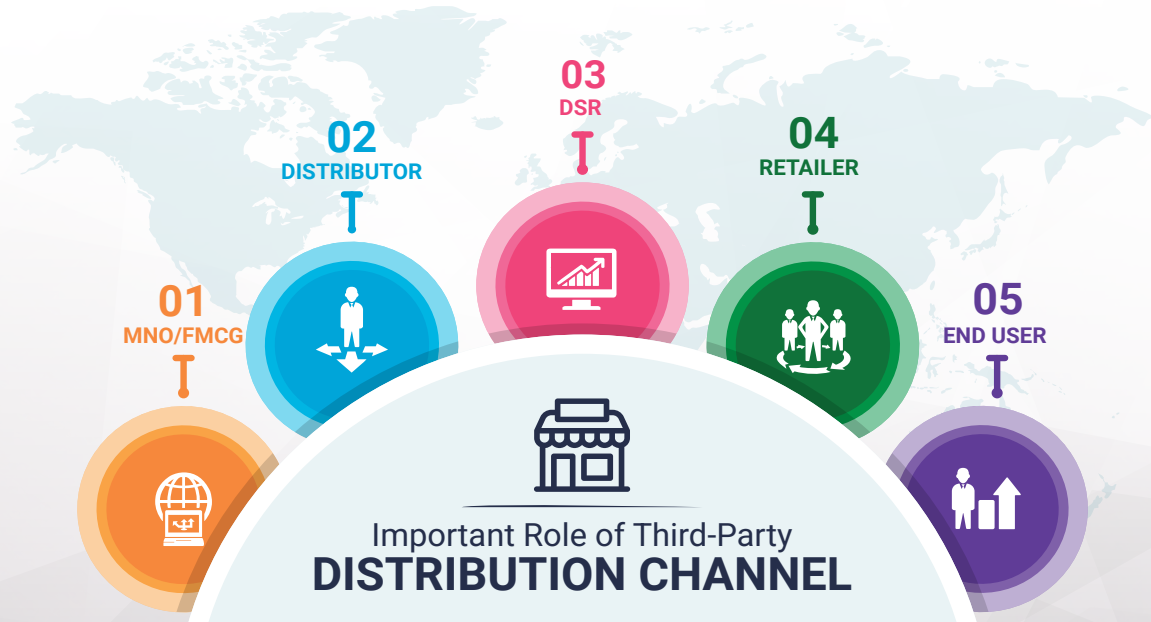 01
MNO/FMCG
02
DISTRIBUTOR
03
DSR
04
RETAILER
05
END USER
Important Role of Third-Party
DISTRIBUTION CHANNEL